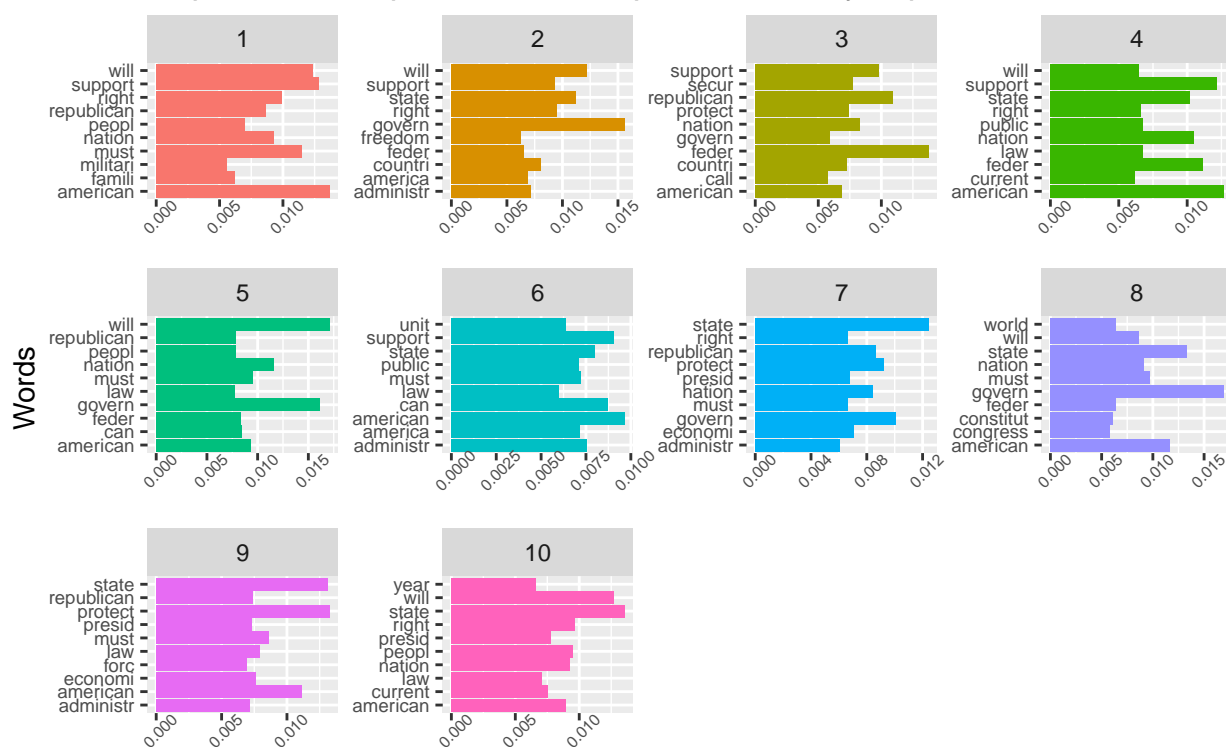 1
will
support
right
republican
peopl
nation
must
militari
famili
american
0.000 0.005 0.010
2
will
support
state
right
govern
freedom
feder
countri
america
administr
0.000 0.005 0.010 0.015
3
support
secur
republican
protect
nation
govern
feder
countri
call
american
0.000 0.005 0.010
4
will
support
state
right
public
nation
law
feder
current
american
0.000 0.005 0.010
Words
5
will
republican
peopl
nation
must
law
govern
feder
can
american
0.000 0.005 0.010 0.015
6
unit
support
state
public
must
law
can
american
america
administr
0.0000 0.0025 0.0050 0.0075 0.0100
7
state
right
republican
protect
presid
nation
must
govern
economi
administr
0.000 0.004 0.008 0.012
8
world
will
state
nation
must
govern
feder
constitut
congress
american
0.000 0.005 0.010 0.015
9
state
republican
protect
presid
must
law
forc
economi
american
administr
0.000 0.005 0.010
10
year
will
state
right
presid
peopl
nation
law
current
american
0.000 0.005 0.010